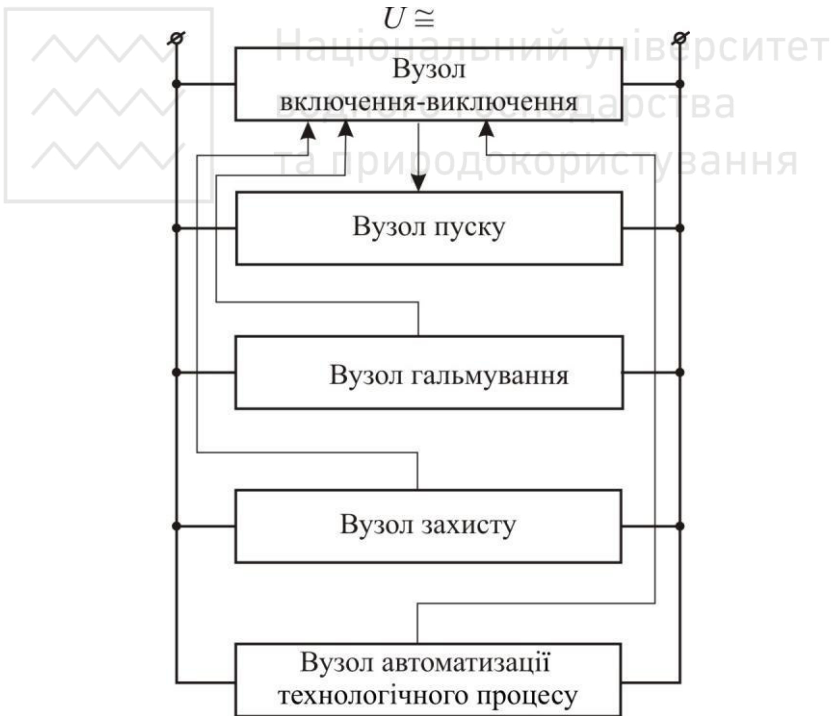 U ≅
Національний університет
водного господарства
та природокористування
Вузол
включення-виключення
Вузол пуску
Вузол гальмування
Вузол захисту
Вузол автоматизації
технологічного процесу